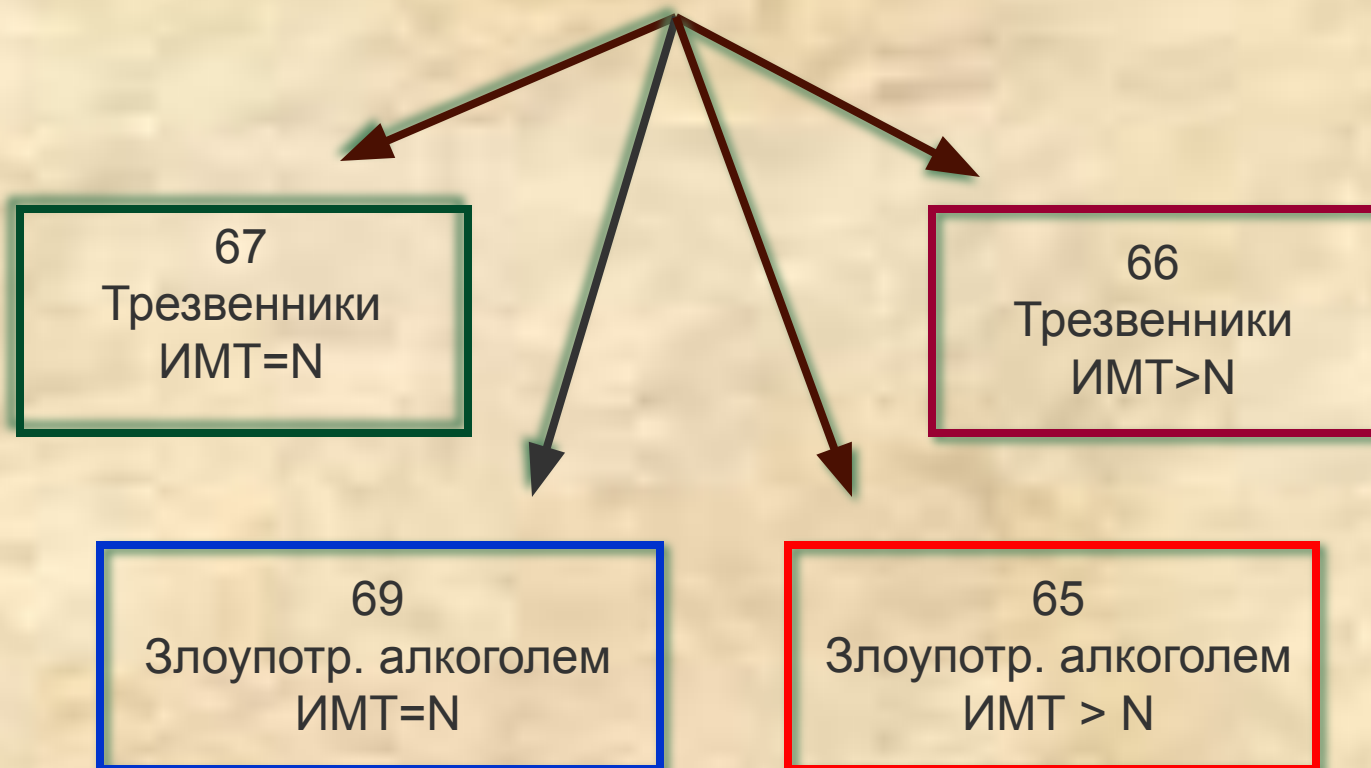 67
Трезвенники
ИМТ=N
66
Трезвенники
ИМТ>N
69
Злоупотр. алкоголем
ИМТ=N
65
Злоупотр. алкоголем
ИМТ > N